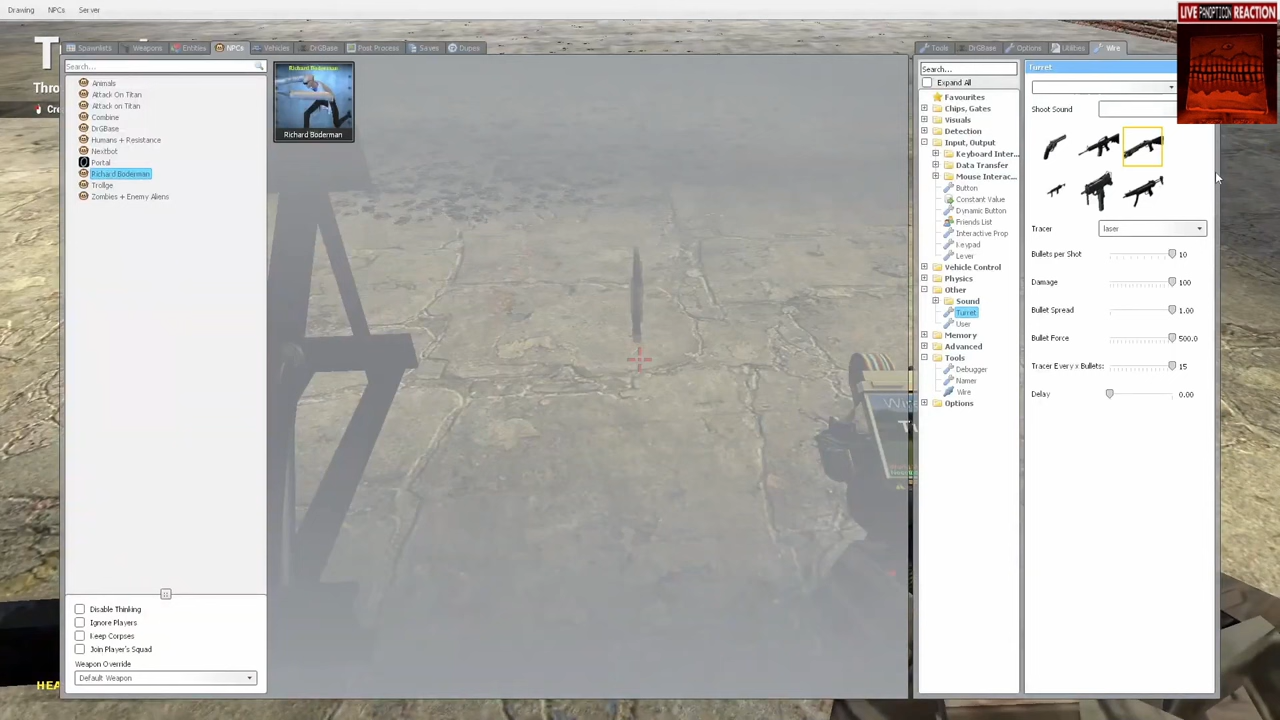 Drawing NPCs Server
LIVE PANOPTICON REACTION
T
Thro
Cre
Spawnlists Weapons Entities NPCs Vehicles DrGBase Post Process Saves Dupes
Search...
Animals
Attack On Titan
Attack on Titan
Combine
DrGBase
Humans + Resistance
Nextbot
Portal
Richard Boderman
Trollge
Zombies + Enemy Aliens
Richard Boderman
Richard Boderman
Disable Thinking
Ignore Players
Keep Corpses
Join Player's Squad
Weapon Override
Default Weapon
HEA
Tools DrGBase Options Utilities Wire
Search...
Expand All
Favourites
Chips, Gates
Visuals
Detection
Input, Output
Keyboard Inter...
Data Transfer
Mouse Interac...
Button
Constant Value
Dynamic Button
Friends List
Interactive Prop
Keypad
Lever
Vehicle Control
Physics
Other
Sound
Turret
User
Memory
Advanced
Tools
Debugger
Namer
Wire
Options
Turret
Shoot Sound
Tracer laser
Bullets per Shot 10
Damage 100
Bullet Spread 1.00
Bullet Force 500.0
Tracer Every x Bullets: 15
Delay 0.00